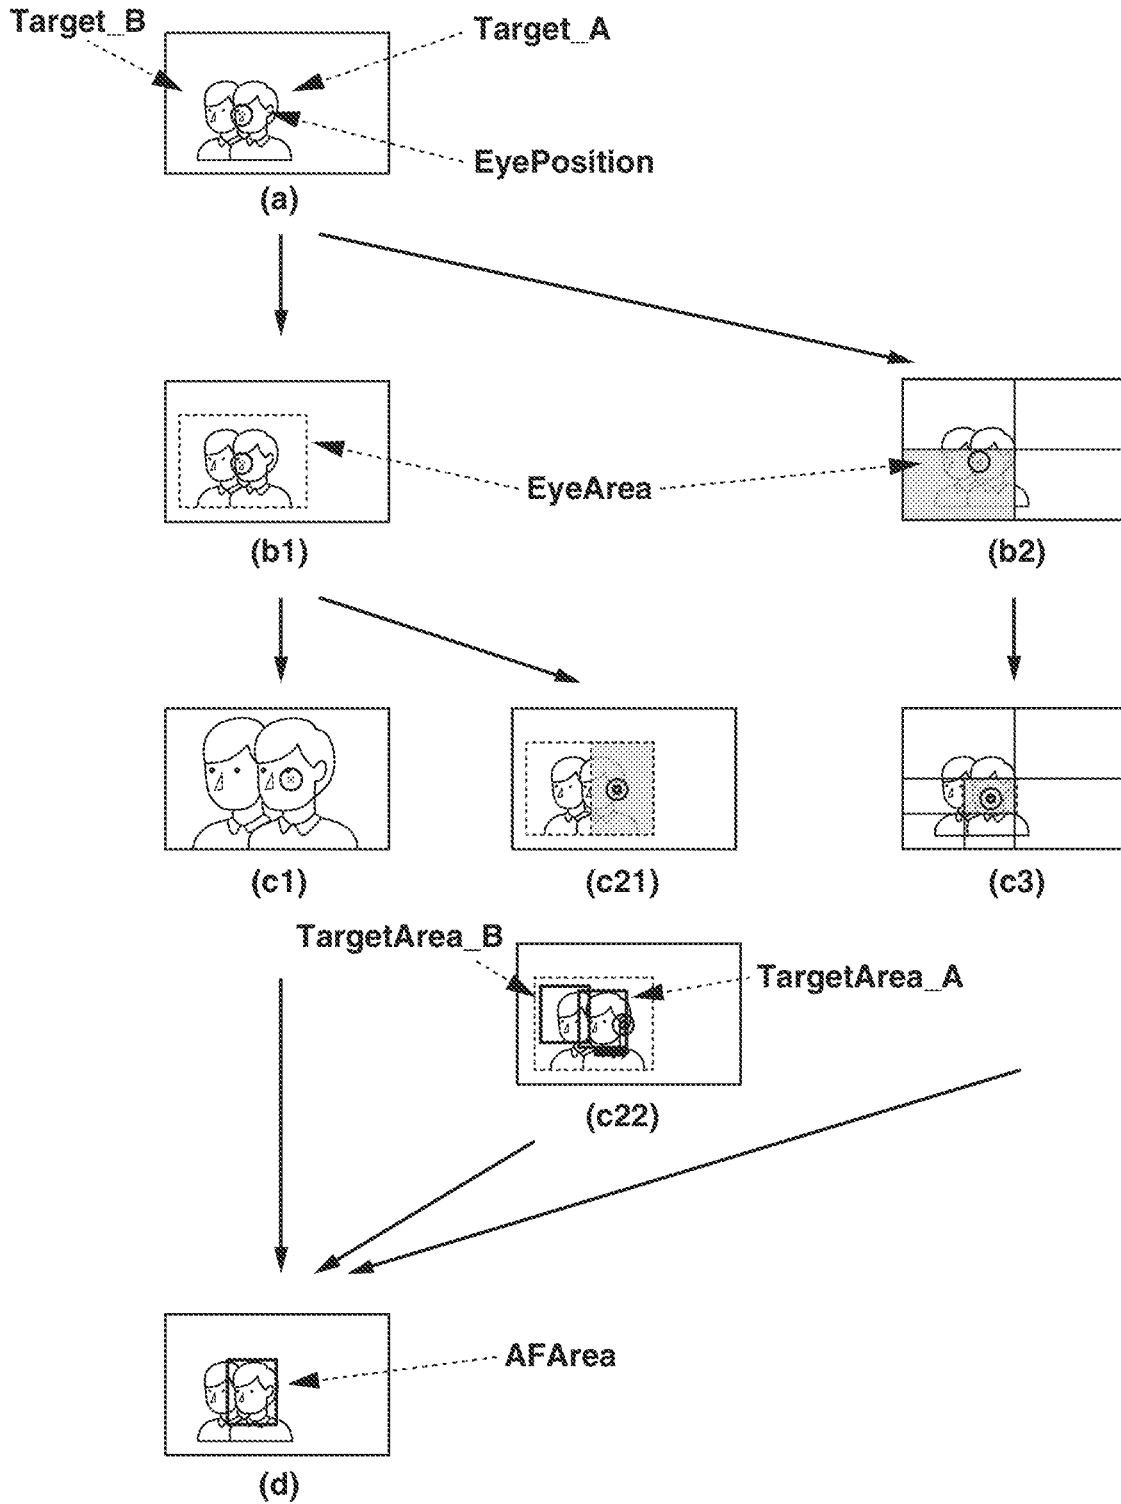 Target_B
Target_A
EyePosition
(a)
EyeArea
(b1)
(b2)
(c1)
(c21)
(c3)
TargetArea_B
TargetArea_A
(c22)
AFArea
(d)